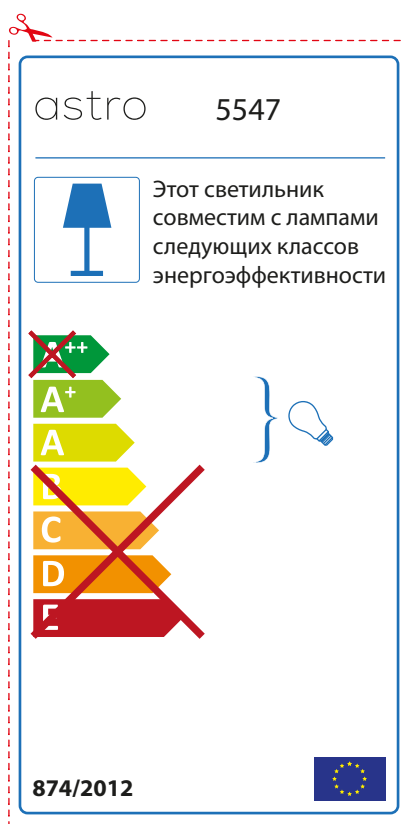 astro 5547
Этот светильник
совместим с лампами
следующих классов
энергоэффективности
A++
A+
A
B
C
D
E
874/2012